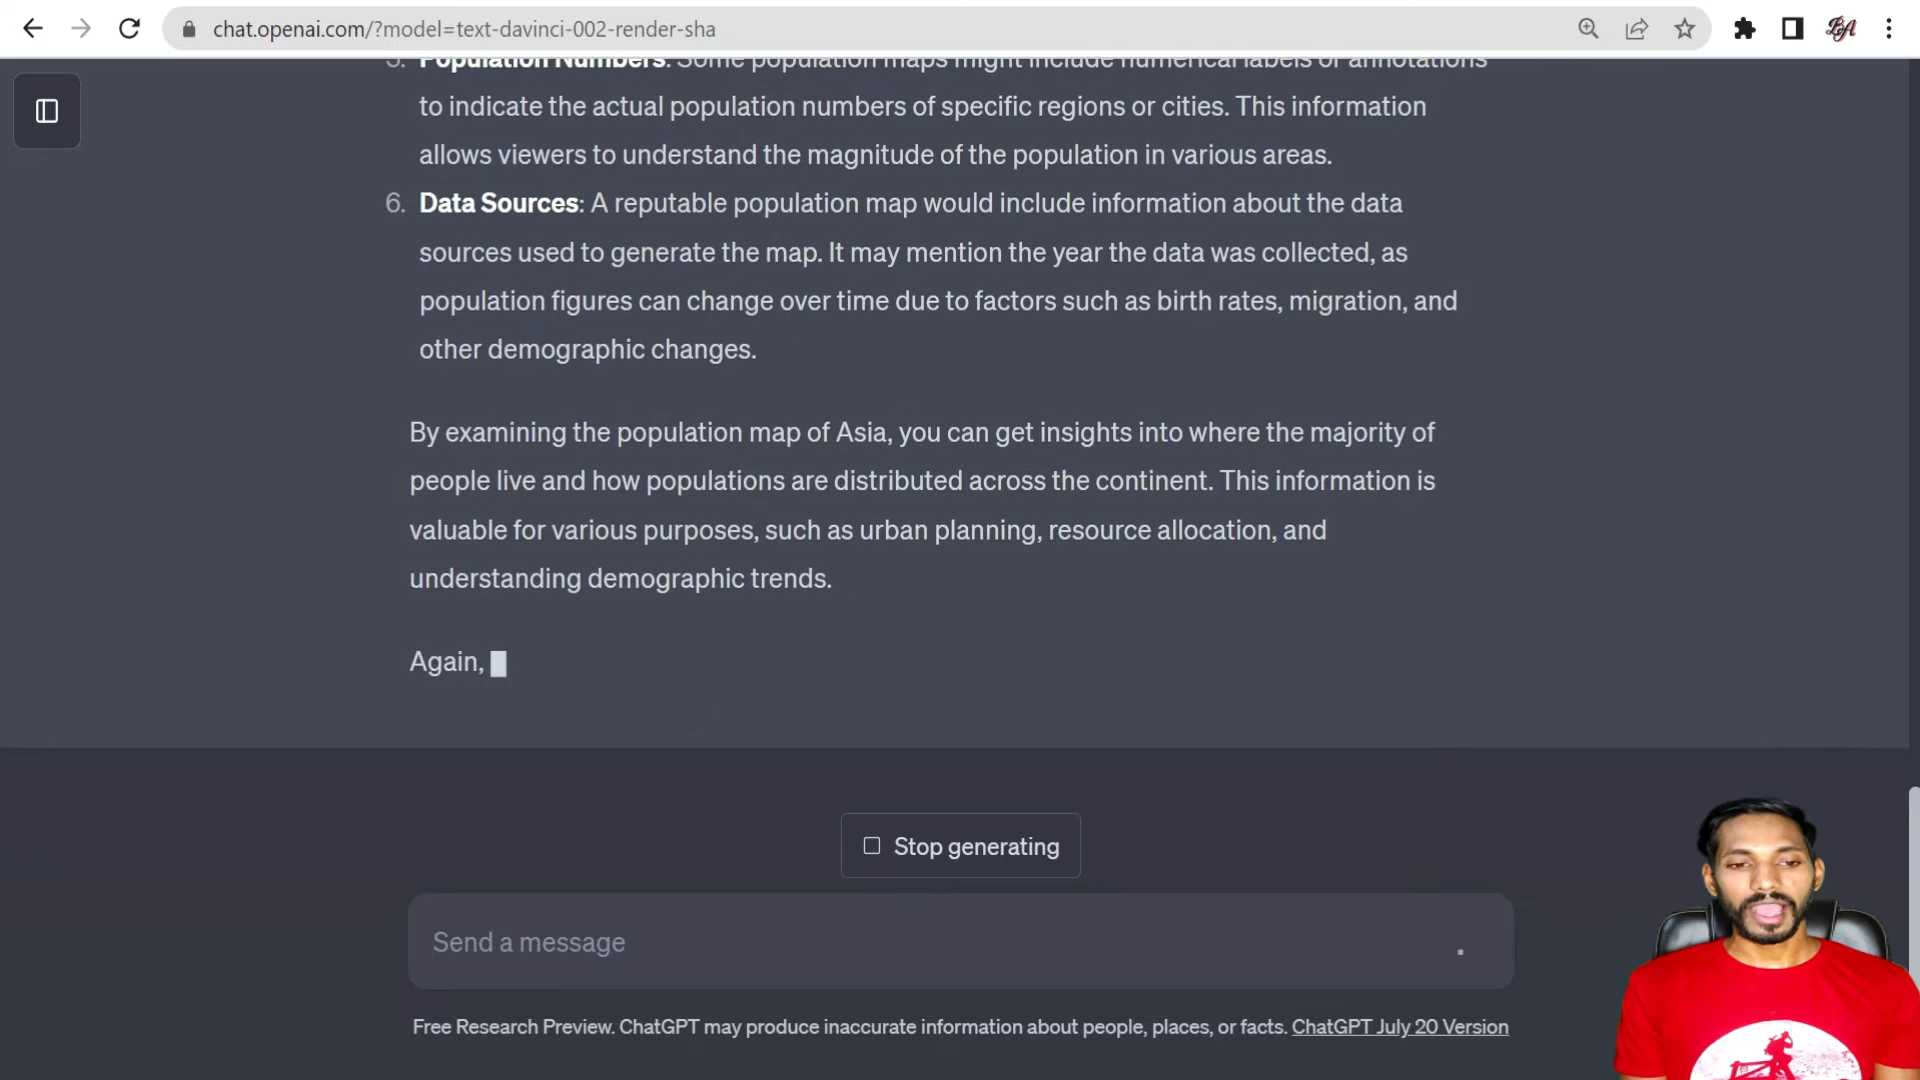 chat.openai.com/?model=text-davinci-002-render-sha
5. Population Numbers: Some population maps might include numerical labels or annotations
to indicate the actual population numbers of specific regions or cities. This information
allows viewers to understand the magnitude of the population in various areas.
6. Data Sources: A reputable population map would include information about the data
sources used to generate the map. It may mention the year the data was collected, as
population figures can change over time due to factors such as birth rates, migration, and
other demographic changes.
By examining the population map of Asia, you can get insights into where the majority of
people live and how populations are distributed across the continent. This information is
valuable for various purposes, such as urban planning, resource allocation, and
understanding demographic trends.
Again,
Stop generating
Send a message
Free Research Preview. ChatGPT may produce inaccurate information about people, places, or facts. ChatGPT July 20 Version